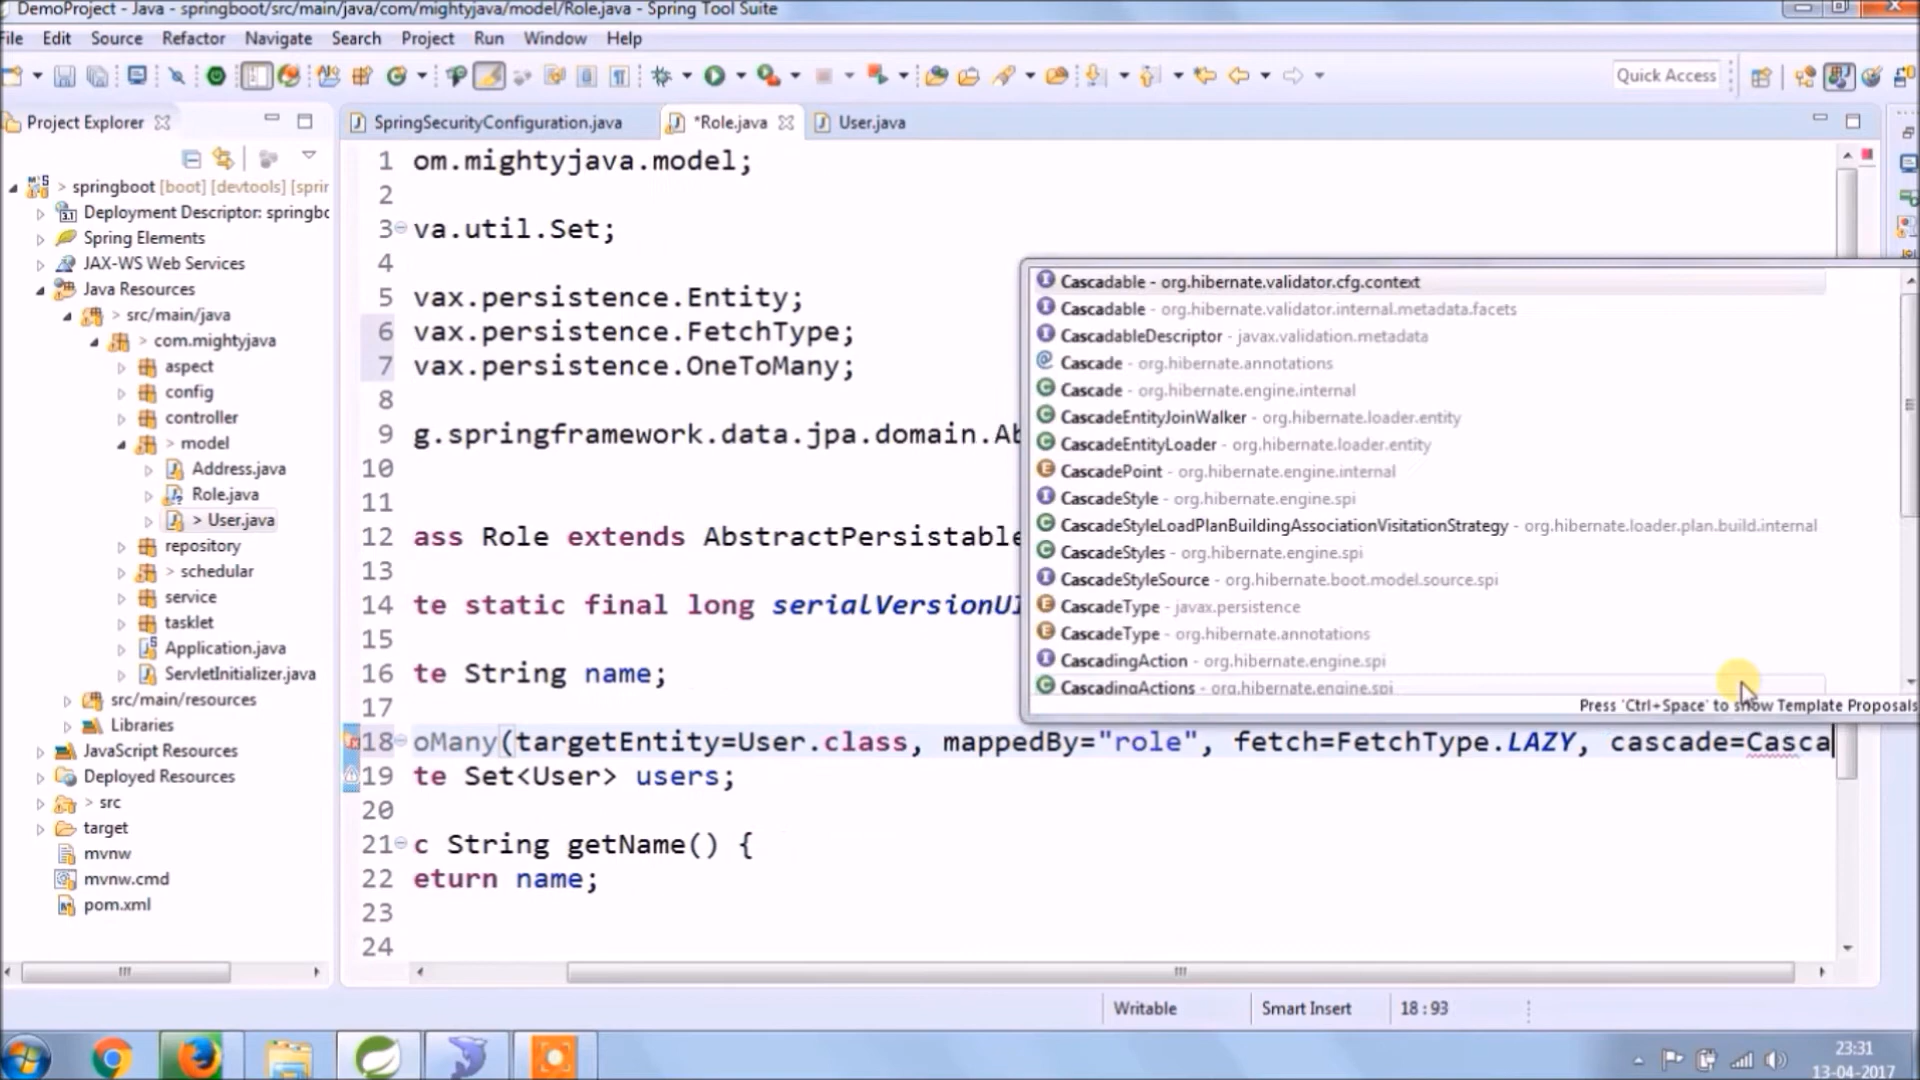 DemoProject - Java - springboot/src/main/java/com/mightyjava/model/Role.java - Spring Tool Suite
File Edit Source Refactor Navigate Search Project Run Window Help
Quick Access
Project Explorer
SpringSecurityConfiguration.java
*Role.java
User.java
> springboot [boot] [devtools] [sprin
Deployment Descriptor: springbo
Spring Elements
JAX-WS Web Services
Java Resources
> src/main/java
> com.mightyjava
aspect
config
controller
> model
Address.java
Role.java
> User.java
repository
> schedular
service
tasklet
Application.java
ServletInitializer.java
src/main/resources
Libraries
JavaScript Resources
Deployed Resources
> src
target
mvnw
mvnw.cmd
pom.xml
1 om.mightyjava.model;
2
3 va.util.Set;
4
5 vax.persistence.Entity;
6 vax.persistence.FetchType;
7 vax.persistence.OneToMany;
8
9 g.springframework.data.jpa.domain.Ab
10
11
12 ass Role extends AbstractPersistable
13
14 te static final long serialVersionUI
15
16 te String name;
17
18 oMany(targetEntity=User.class, mappedBy="role", fetch=FetchType.LAZY, cascade=Casca
19 te Set<User> users;
20
21 c String getName() {
22 eturn name;
23
24
Cascadable - org.hibernate.validator.cfg.context
Cascadable - org.hibernate.validator.internal.metadata.facets
CascadableDescriptor - javax.validation.metadata
Cascade - org.hibernate.annotations
Cascade - org.hibernate.engine.internal
CascadeEntityJoinWalker - org.hibernate.loader.entity
CascadeEntityLoader - org.hibernate.loader.entity
CascadePoint - org.hibernate.engine.internal
CascadeStyle - org.hibernate.engine.spi
CascadeStyleLoadPlanBuildingAssociationVisitationStrategy - org.hibernate.loader.plan.build.internal
CascadeStyles - org.hibernate.engine.spi
CascadeStyleSource - org.hibernate.boot.model.source.spi
CascadeType - javax.persistence
CascadeType - org.hibernate.annotations
CascadingAction - org.hibernate.engine.spi
CascadingActions - org.hibernate.engine.spi
Press 'Ctrl+Space' to show Template Proposals
Writable
Smart Insert
18 : 93
23:31
13-04-2017